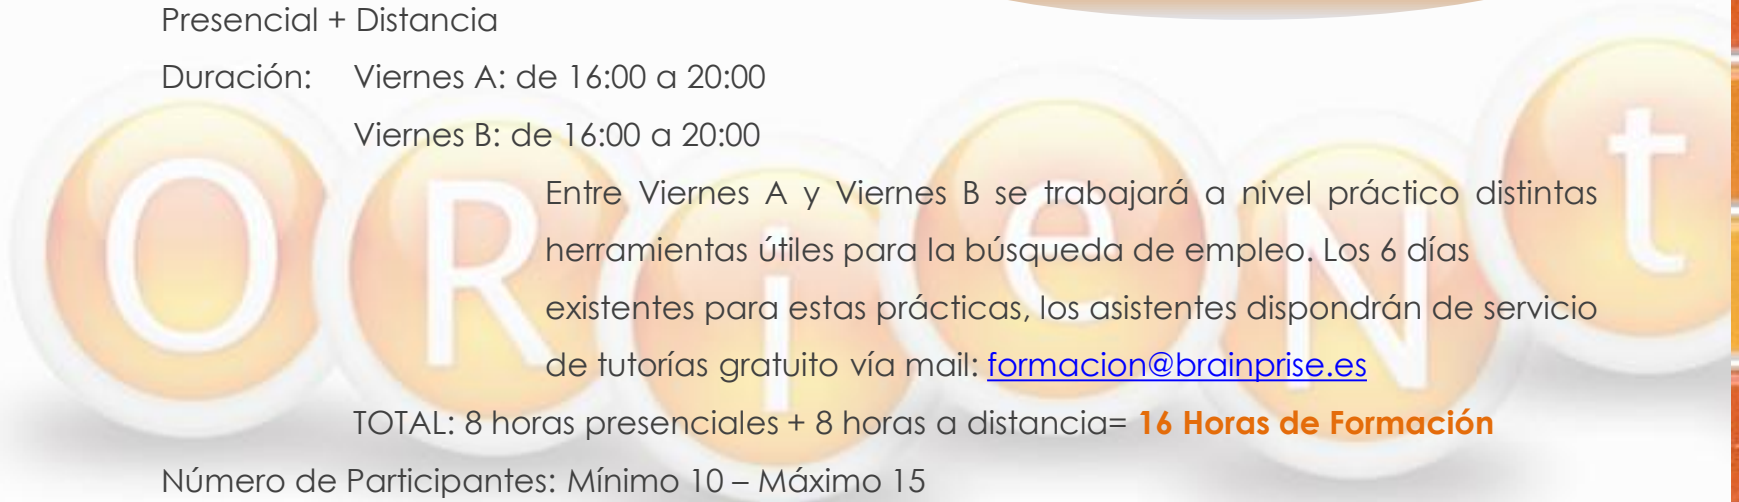 Presencial + Distancia
Duración: Viernes A: de 16:00 a 20:00
Viernes B: de 16:00 a 20:00
Entre Viernes A y Viernes B se trabajará a nivel práctico distintas
herramientas útiles para la búsqueda de empleo. Los 6 días
existentes para estas prácticas, los asistentes dispondrán de servicio
de tutorías gratuito vía mail: formacion@brainprise.es
TOTAL: 8 horas presenciales + 8 horas a distancia= 16 Horas de Formación
Número de Participantes: Mínimo 10 – Máximo 15
ORieNt